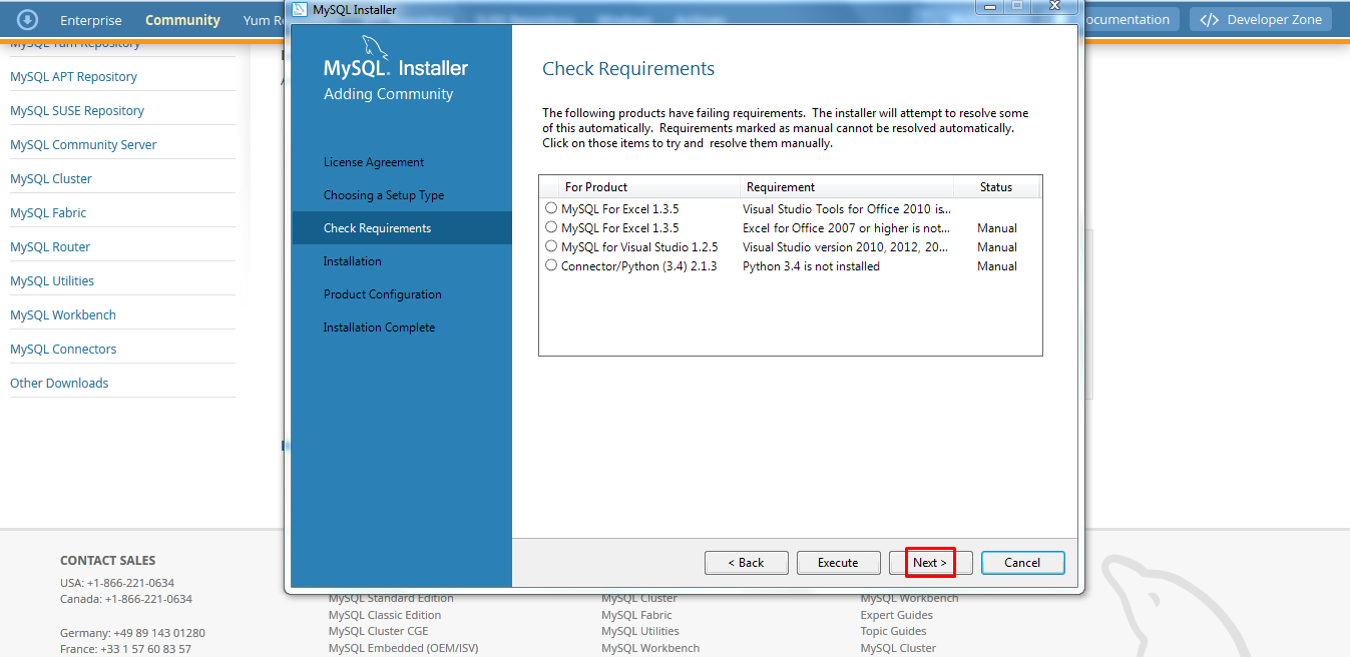 Enterprise Community Yum Re
ocumentation </> Developer Zone
MySQL Yum Repository
MySQL APT Repository
MySQL SUSE Repository
MySQL Community Server
MySQL Cluster
MySQL Fabric
MySQL Router
MySQL Utilities
MySQL Workbench
MySQL Connectors
Other Downloads
MySQL Installer
MySQL. Installer
Adding Community
License Agreement
Choosing a Setup Type
Check Requirements
Installation
Product Configuration
Installation Complete
Check Requirements
The following products have failing requirements. The installer will attempt to resolve some
of this automatically. Requirements marked as manual cannot be resolved automatically.
Click on those items to try and resolve them manually.
For Product Requirement Status
MySQL For Excel 1.3.5 Visual Studio Tools for Office 2010 is...
MySQL For Excel 1.3.5 Excel for Office 2007 or higher is not... Manual
MySQL for Visual Studio 1.2.5 Visual Studio version 2010, 2012, 20... Manual
Connector/Python (3.4) 2.1.3 Python 3.4 is not installed Manual
< Back Execute Next > Cancel
CONTACT SALES
USA: +1-866-221-0634
Canada: +1-866-221-0634
Germany: +49 89 143 01280
France: +33 1 57 60 83 57
MySQL Standard Edition
MySQL Classic Edition
MySQL Cluster CGE
MySQL Embedded (OEM/ISV)
MySQL Cluster
MySQL Fabric
MySQL Utilities
MySQL Workbench
MySQL Workbench
Expert Guides
Topic Guides
MySQL Cluster